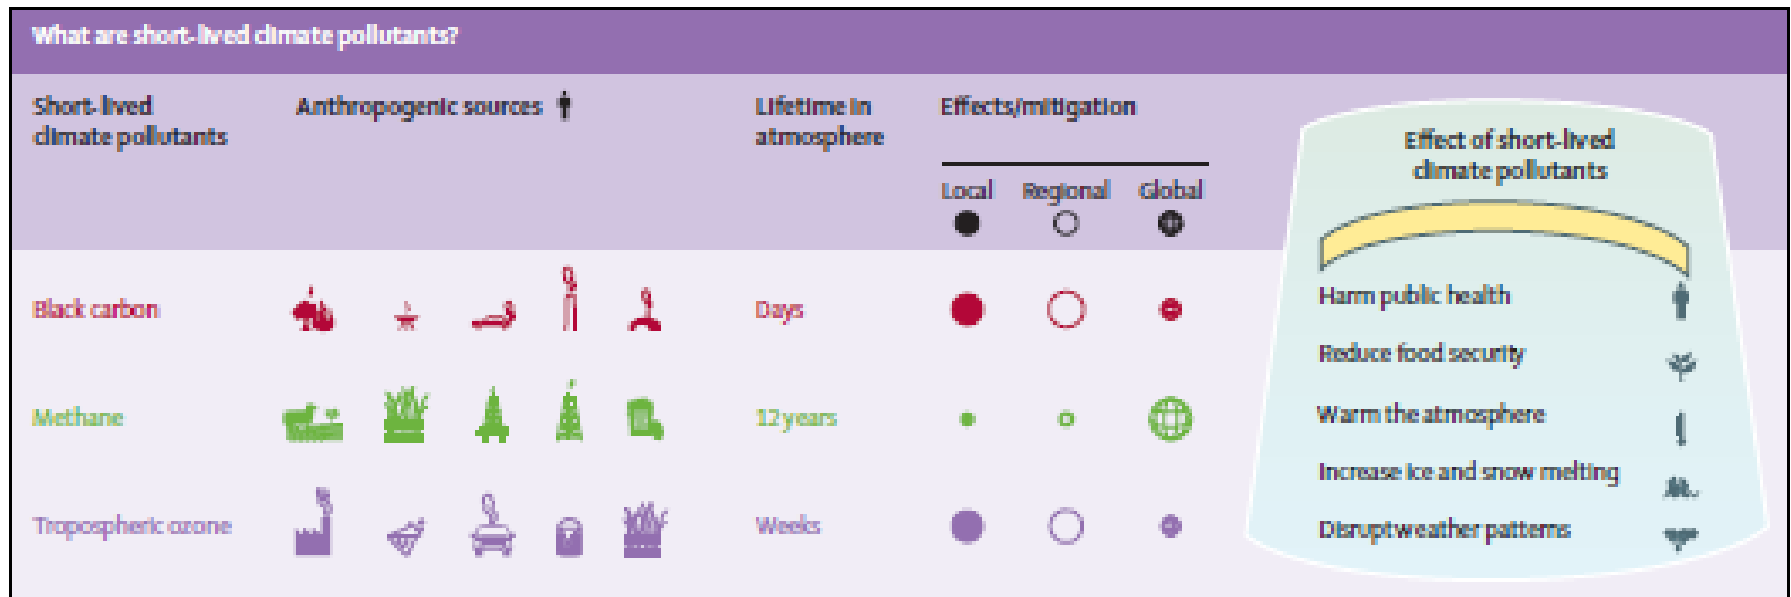 What are short-lived climate pollutants?
Short-lived
climate pollutants
Anthropogenic sources
Lifetime in
atmosphere
Effects/mitigation
Local
Regional
Global
Black carbon
Days
Methane
12 years
Tropospheric ozone
Weeks
Effect of short-lived
climate pollutants
Harm public health
Reduce food security
Warm the atmosphere
Increase ice and snow melting
Disrupt weather patterns